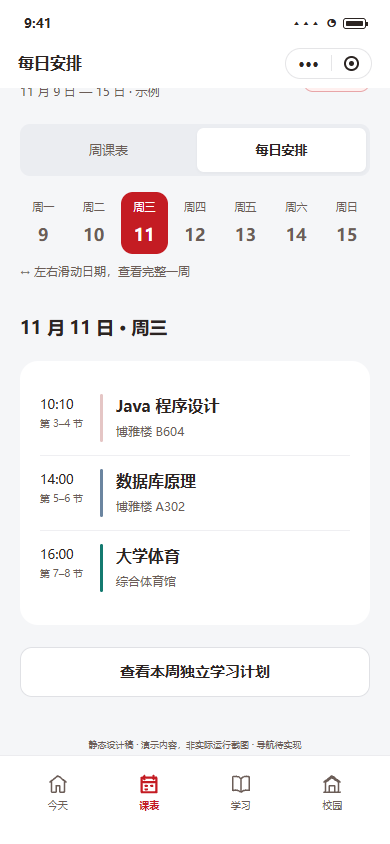 9:41
每日安排
11 月 9 日 — 15 日 · 示例
周课表
每日安排
周一 周二 周三 周四 周五 周六 周日
9 10 11 12 13 14 15
↔ 左右滑动日期，查看完整一周
11 月 11 日 · 周三
10:10
第 3–4 节
Java 程序设计
博雅楼 B604
14:00
第 5–6 节
数据库原理
博雅楼 A302
16:00
第 7–8 节
大学体育
综合体育馆
查看本周独立学习计划
静态设计稿 · 演示内容，非实际运行截图 · 导航待实现
今天 课表 学习 校园